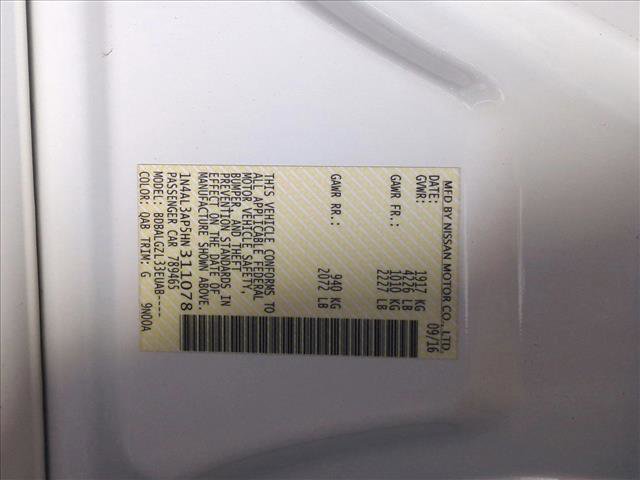 MFD BY NISSAN MOTOR CO., LTD.
DATE: 09/16
GVWR: 1917 KG
4226 LB
GAWR FR.: 1010 KG
2227 LB
GAWR RR.: 940 KG
2072 LB
THIS VEHICLE CONFORMS TO
ALL APPLICABLE FEDERAL
MOTOR VEHICLE SAFETY,
BUMPER, AND THEFT
PREVENTION STANDARDS IN
EFFECT ON THE DATE OF
MANUFACTURE SHOWN ABOVE.
1N4AL3AP5HN311078
PASSENGER CAR 789465
MODEL: BDBALGZL33EUAB----
COLOR: QAB TRIM: G 9N00A